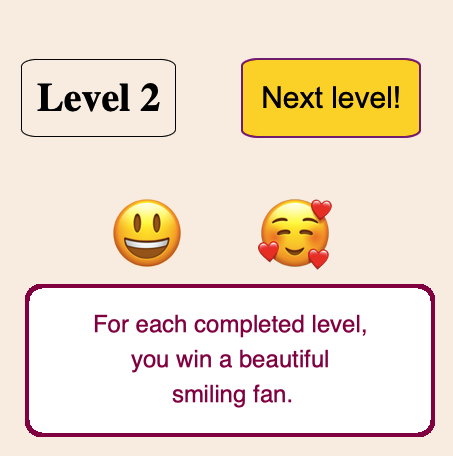 Level 2
Next level!
For each completed level,
you win a beautiful
smiling fan.